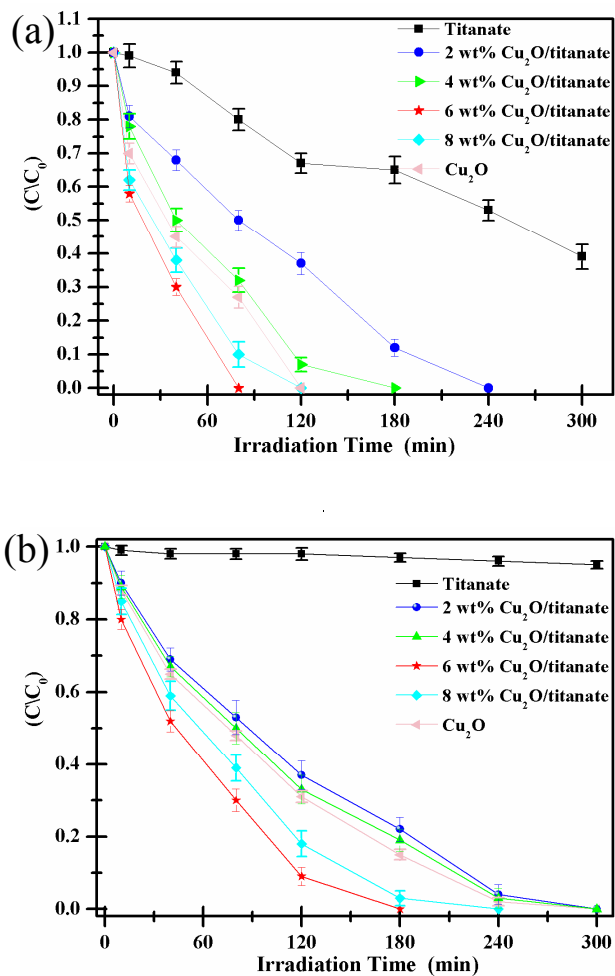 (a)
1.1
1.0
0.9
0.8
0.7
0.6
0.5
0.4
0.3
0.2
0.1
0.0
(C\C₀)
Titanate
2 wt% Cu₂O/titanate
4 wt% Cu₂O/titanate
6 wt% Cu₂O/titanate
8 wt% Cu₂O/titanate
Cu₂O
0 60 120 180 240 300
Irradiation Time (min)
(b)
1.0
0.8
0.6
0.4
0.2
0.0
(C\C₀)
Titanate
2 wt% Cu₂O/titanate
4 wt% Cu₂O/titanate
6 wt% Cu₂O/titanate
8 wt% Cu₂O/titanate
Cu₂O
0 60 120 180 240 300
Irradiation Time (min)